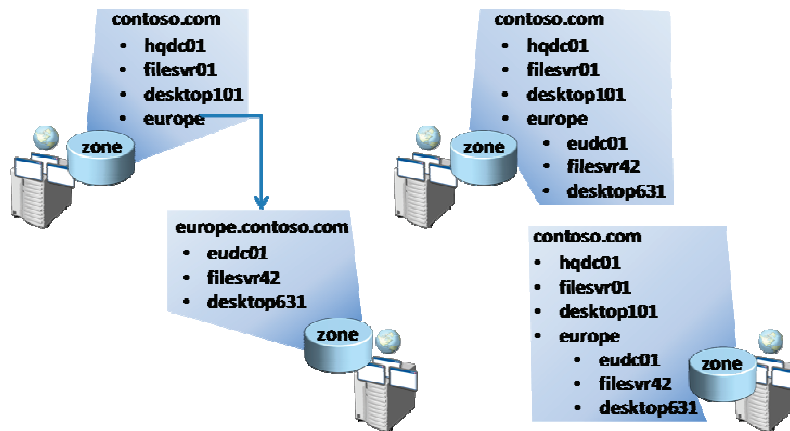 contoso.com
• hqdc01
• filesvr01
• desktop101
• europe
zone
europe.contoso.com
• eudc01
• filesvr42
• desktop631
zone
contoso.com
• hqdc01
• filesvr01
• desktop101
• europe
• eudc01
• filesvr42
• desktop631
zone
contoso.com
• hqdc01
• filesvr01
• desktop101
• europe
• eudc01
• filesvr42
• desktop631
zone